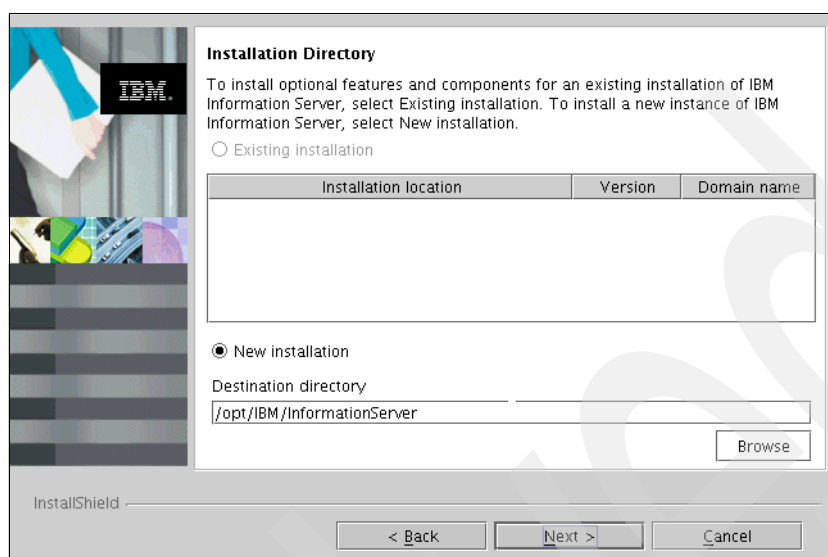 IBM.
Installation Directory
To install optional features and components for an existing installation of IBM
Information Server, select Existing installation. To install a new instance of IBM
Information Server, select New installation.
Existing installation
Installation location Version Domain name
New installation
Destination directory
/opt/IBM/InformationServer
Browse
InstallShield
< Back Next > Cancel